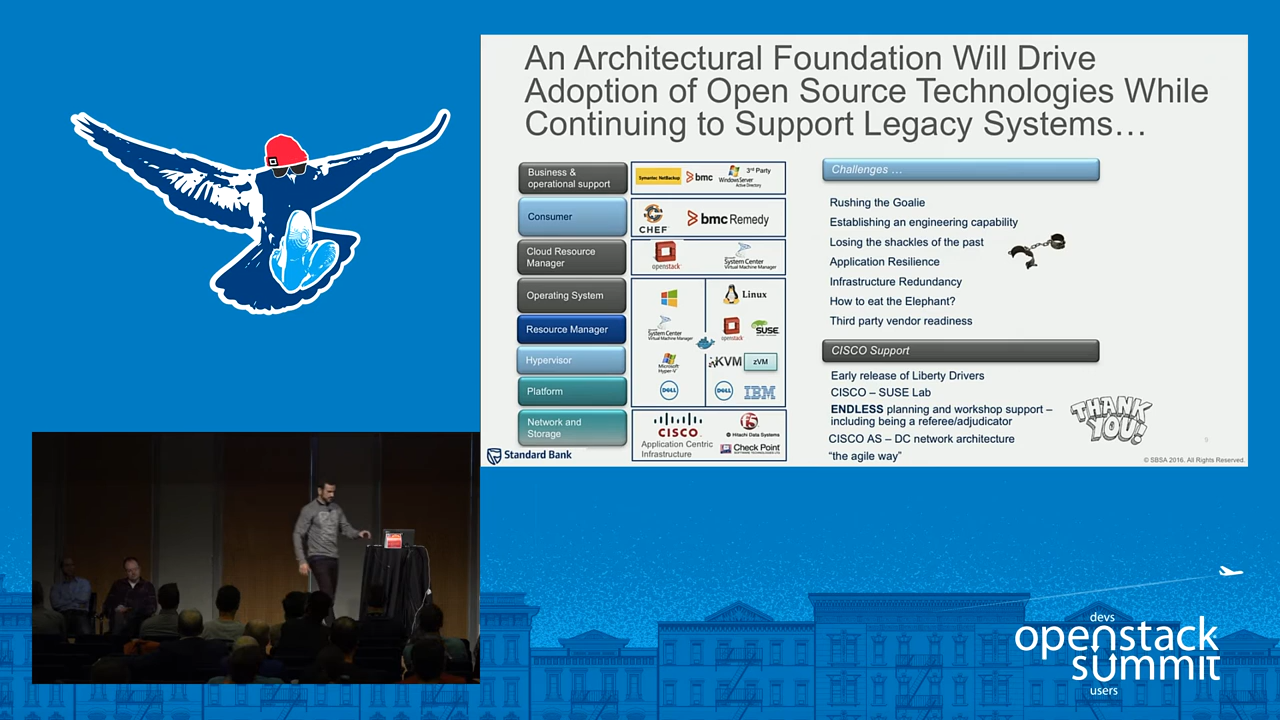 An Architectural Foundation Will Drive
Adoption of Open Source Technologies While
Continuing to Support Legacy Systems…
Business &
operational support
Symantec NetBackup
bmc
3rd Party
Windows Server
Active Directory
Consumer
CHEF
bmc Remedy
Cloud Resource
Manager
openstack
System Center
Virtual Machine Manager
Operating System
Linux
Resource Manager
System Center
Virtual Machine Manager
openstack
SUSE
Hypervisor
Microsoft
Hyper-V
KVM
zVM
Platform
DELL
DELL
IBM
Network and
Storage
CISCO
Application Centric
Infrastructure
Hitachi Data Systems
Check Point
SOFTWARE TECHNOLOGIES LTD.
Standard Bank
Challenges …
Rushing the Goalie
Establishing an engineering capability
Losing the shackles of the past
Application Resilience
Infrastructure Redundancy
How to eat the Elephant?
Third party vendor readiness
CISCO Support
Early release of Liberty Drivers
CISCO – SUSE Lab
ENDLESS planning and workshop support –
including being a referee/adjudicator
CISCO AS – DC network architecture
“the agile way”
THANK
YOU!
© SBSA 2016. All Rights Reserved.
devs
openstack
summit
users